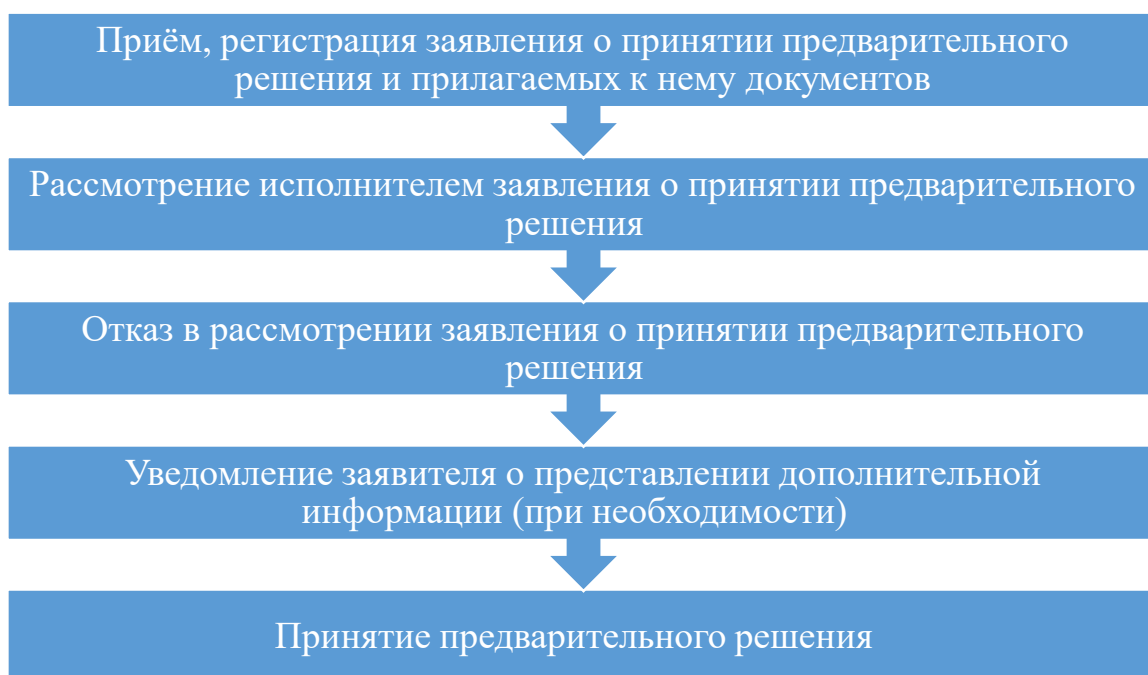 Приём, регистрация заявления о принятии предварительного
решения и прилагаемых к нему документов
Рассмотрение исполнителем заявления о принятии предварительного
решения
Отказ в рассмотрении заявления о принятии предварительного
решения
Уведомление заявителя о представлении дополнительной
информации (при необходимости)
Принятие предварительного решения